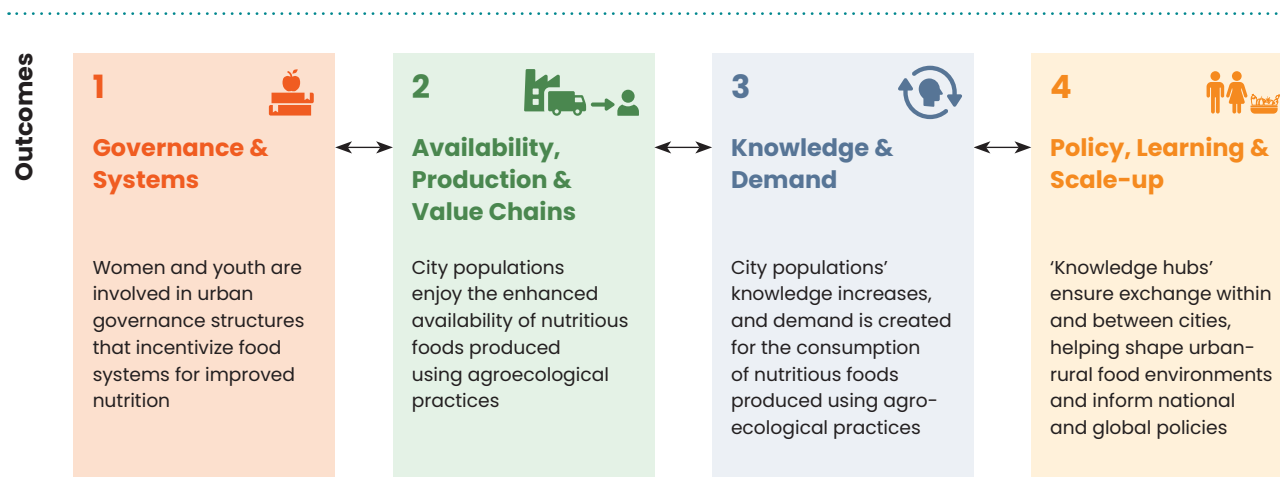 Outcomes
1
Governance &
Systems
Women and youth are
involved in urban
governance structures
that incentivize food
systems for improved
nutrition
2
Availability,
Production &
Value Chains
City populations
enjoy the enhanced
availability of nutritious
foods produced
using agroecological
practices
3
Knowledge &
Demand
City populations’
knowledge increases,
and demand is created
for the consumption
of nutritious foods
produced using agro-
ecological practices
4
Policy, Learning &
Scale-up
‘Knowledge hubs’
ensure exchange within
and between cities,
helping shape urban-
rural food environments
and inform national
and global policies